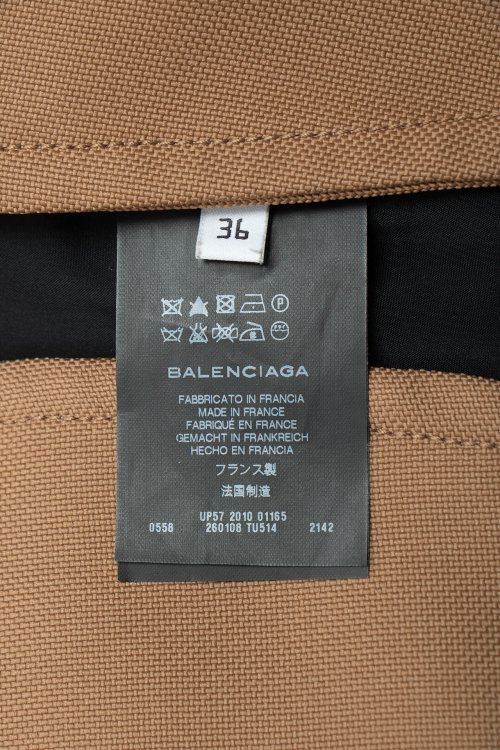 36
P
BALENCIAGA
FABBRICATO IN FRANCIA
MADE IN FRANCE
FABRIQUÉ EN FRANCE
GEMACHT IN FRANKREICH
HECHO EN FRANCIA
フランス製
法国制造
UP57 2010 01165
0558 260108 TU514 2142